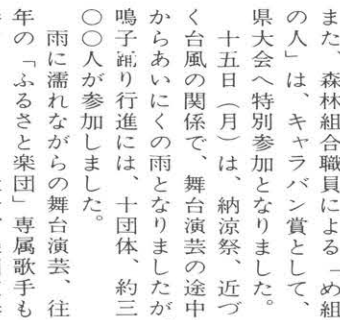 また、森林組合職員による「め組
の人」は、キャラバン賞として、
県大会へ特別参加となりました。
　十五日（月）は、納涼祭、近づ
く台風の関係で、舞台演芸の途中
からあいにくの雨となりましたが
鳴子踊り行進には、十団体、約三
〇〇人が参加しました。
　雨に濡れながらの舞台演芸、往
年の「ふるさと楽団」専属歌手も